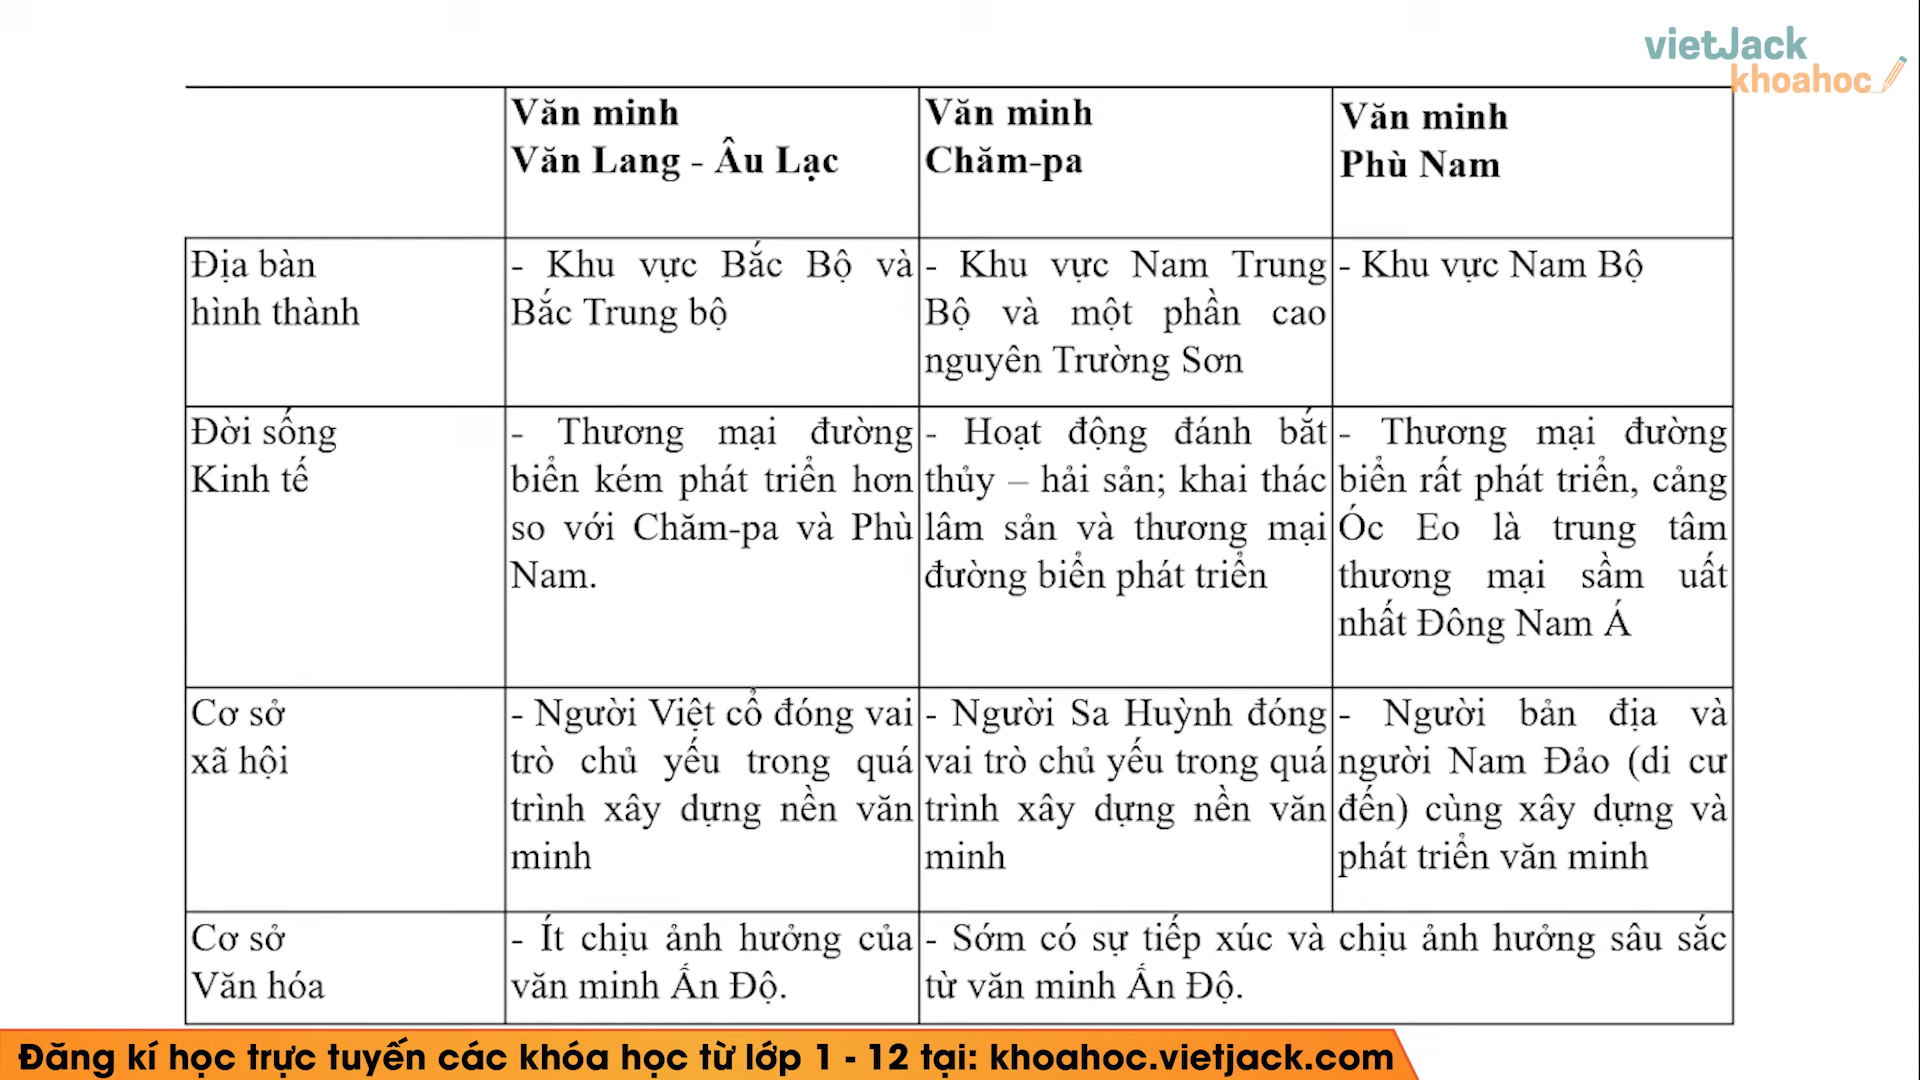 vietJack
khoahoc
Văn minh
Văn Lang - Âu Lạc
Văn minh
Chăm-pa
Văn minh
Phù Nam
Địa bàn
hình thành
- Khu vực Bắc Bộ và
Bắc Trung bộ
- Khu vực Nam Trung
Bộ và một phần cao
nguyên Trường Sơn
- Khu vực Nam Bộ
Đời sống
Kinh tế
- Thương mại đường
biển kém phát triển hơn
so với Chăm-pa và Phù
Nam.
- Hoạt động đánh bắt
thủy – hải sản; khai thác
lâm sản và thương mại
đường biển phát triển
- Thương mại đường
biển rất phát triển, cảng
Óc Eo là trung tâm
thương mại sầm uất
nhất Đông Nam Á
Cơ sở
xã hội
- Người Việt cổ đóng vai
trò chủ yếu trong quá
trình xây dựng nền văn
minh
- Người Sa Huỳnh đóng
vai trò chủ yếu trong quá
trình xây dựng nền văn
minh
- Người bản địa và
người Nam Đảo (di cư
đến) cùng xây dựng và
phát triển văn minh
Cơ sở
Văn hóa
- Ít chịu ảnh hưởng của
văn minh Ấn Độ.
- Sớm có sự tiếp xúc và chịu ảnh hưởng sâu sắc
từ văn minh Ấn Độ.
Đăng kí học trực tuyến các khóa học từ lớp 1 - 12 tại: khoahoc.vietjack.com